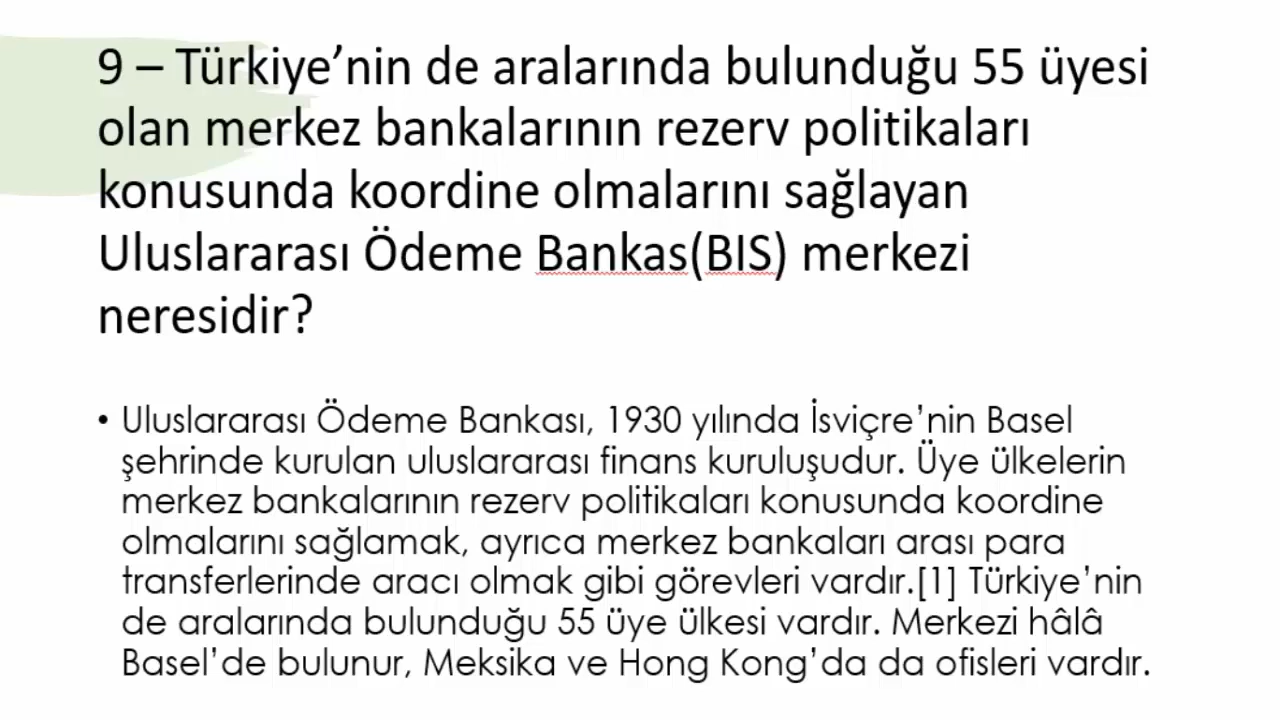 9 – Türkiye’nin de aralarında bulunduğu 55 üyesi
olan merkez bankalarının rezerv politikaları
konusunda koordine olmalarını sağlayan
Uluslararası Ödeme Bankas(BIS) merkezi
neresidir?
• Uluslararası Ödeme Bankası, 1930 yılında İsviçre’nin Basel
şehrinde kurulan uluslararası finans kuruluşudur. Üye ülkelerin
merkez bankalarının rezerv politikaları konusunda koordine
olmalarını sağlamak, ayrıca merkez bankaları arası para
transferlerinde aracı olmak gibi görevleri vardır.[1] Türkiye’nin
de aralarında bulunduğu 55 üye ülkesi vardır. Merkezi hâlâ
Basel’de bulunur, Meksika ve Hong Kong’da da ofisleri vardır.